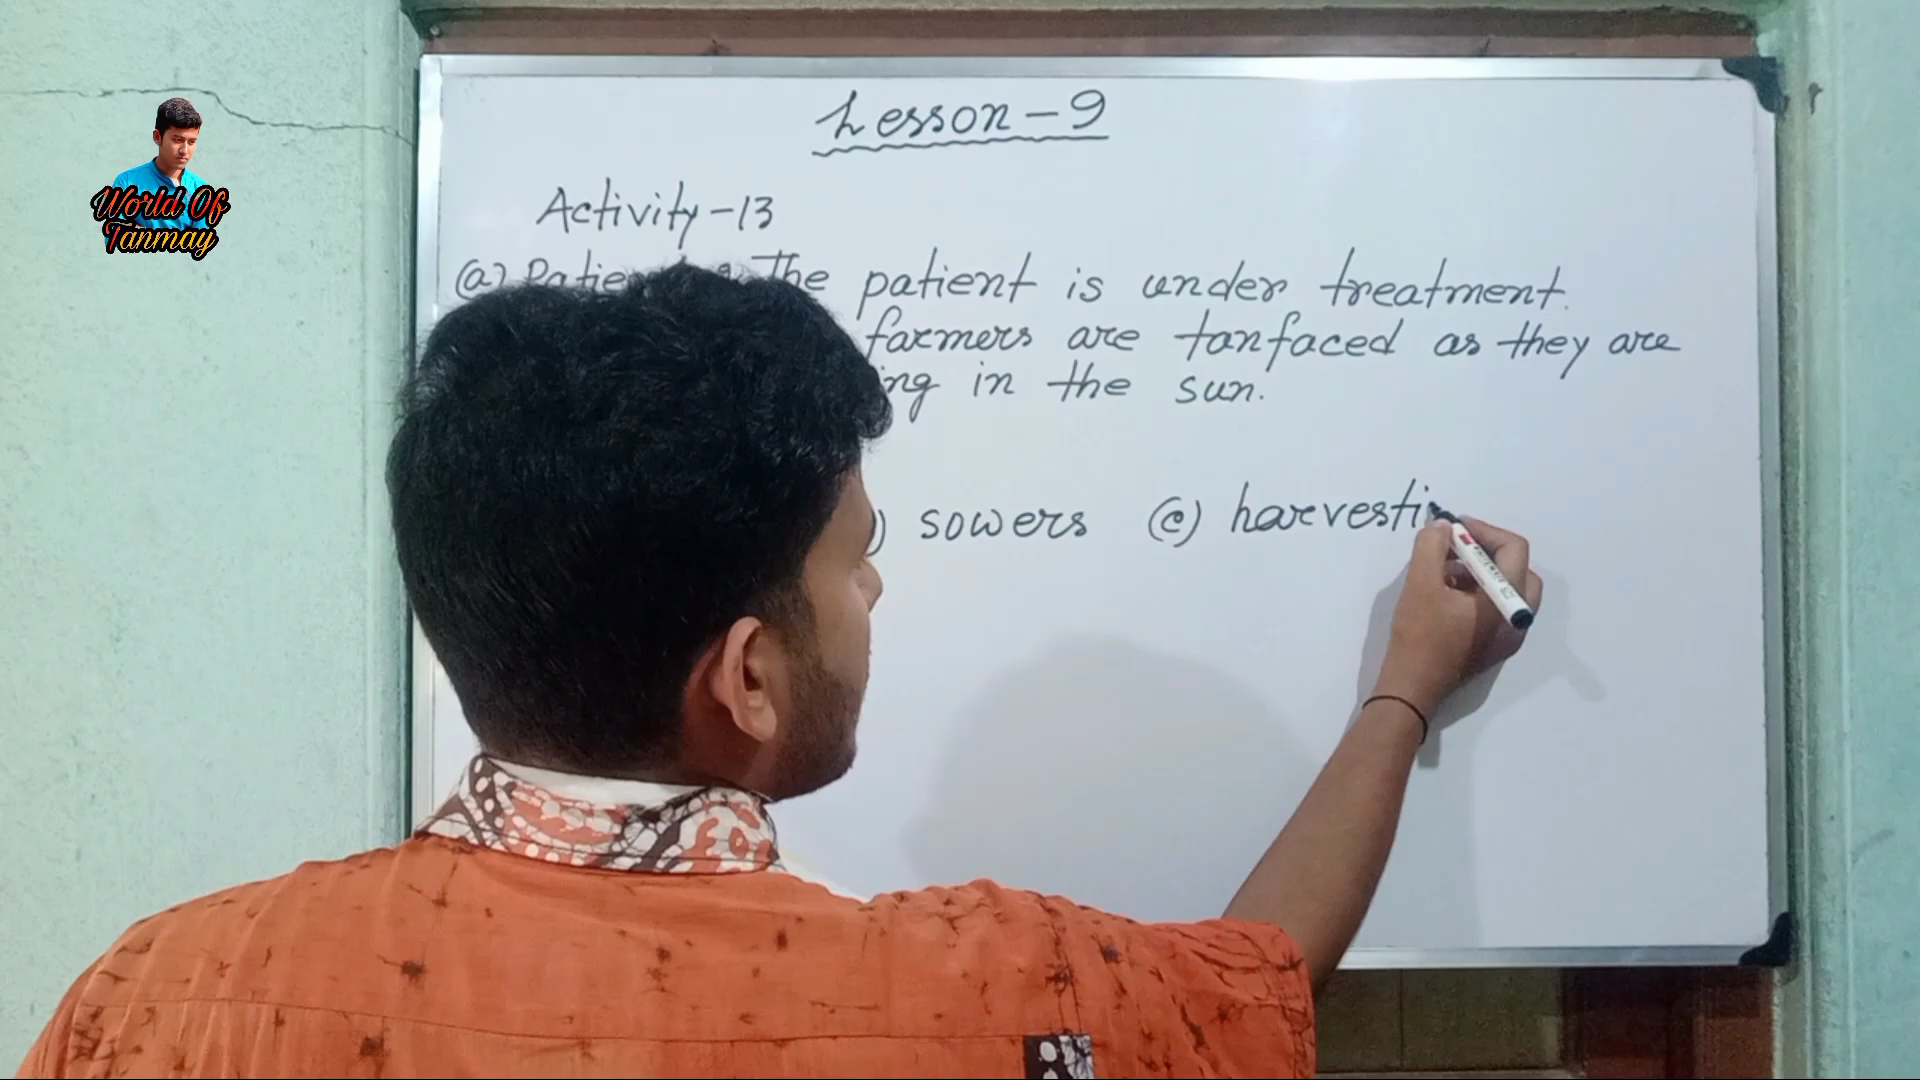 World Of
Tanmay
Lesson - 9
Activity - 13
(a) The patient is under treatment.
farmers are tanfaced as they are
in the sun.
sowers (c) harvesti